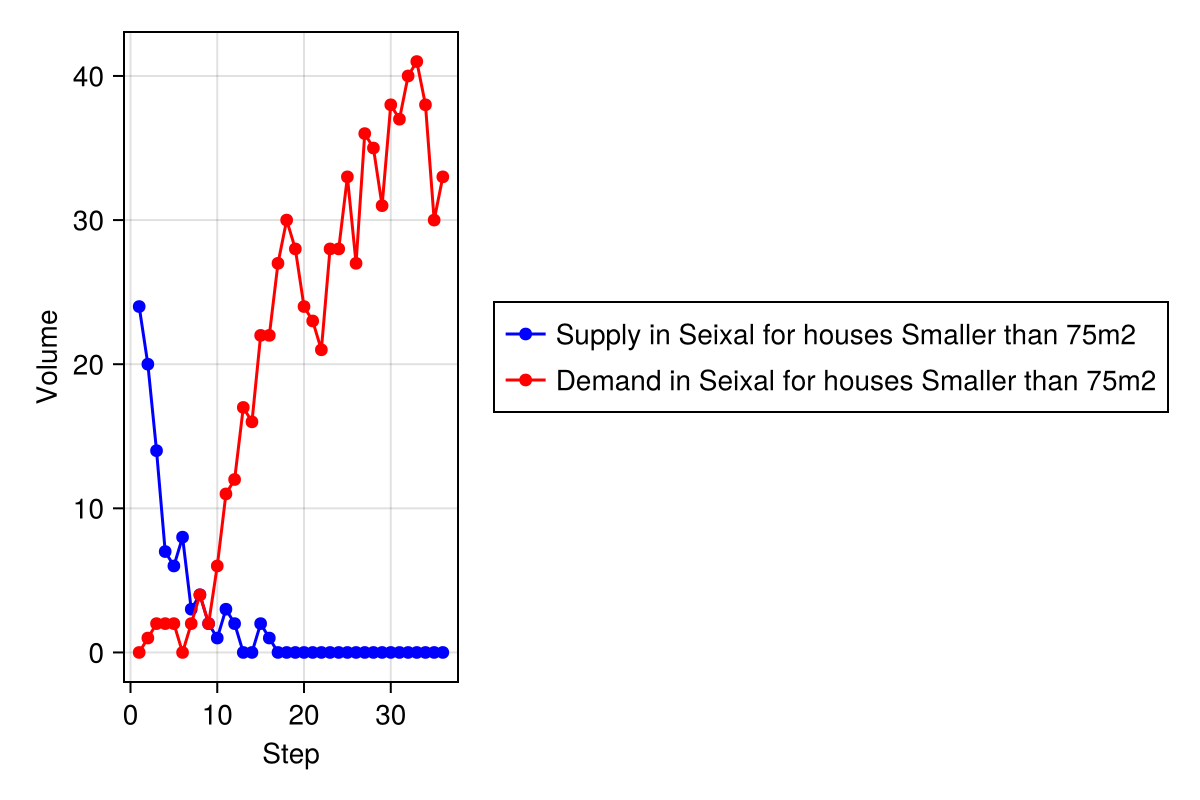 40
30
20
10
0
Volume
0 10 20 30
Step
Supply in Seixal for houses Smaller than 75m2
Demand in Seixal for houses Smaller than 75m2